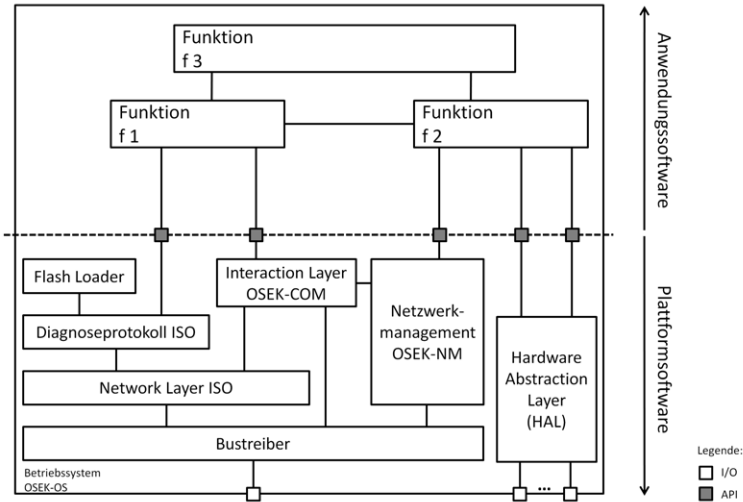 Funktion
f 3
Funktion
f 1
Funktion
f 2
Anwendungssoftware
Flash Loader
Interaction Layer
OSEK-COM
Netzwerk-
management
OSEK-NM
Diagnoseprotokoll ISO
Hardware
Abstraction
Layer
(HAL)
Network Layer ISO
Bustreiber
Plattformsoftware
Betriebssystem
OSEK-OS
...
Legende:
I/O
API